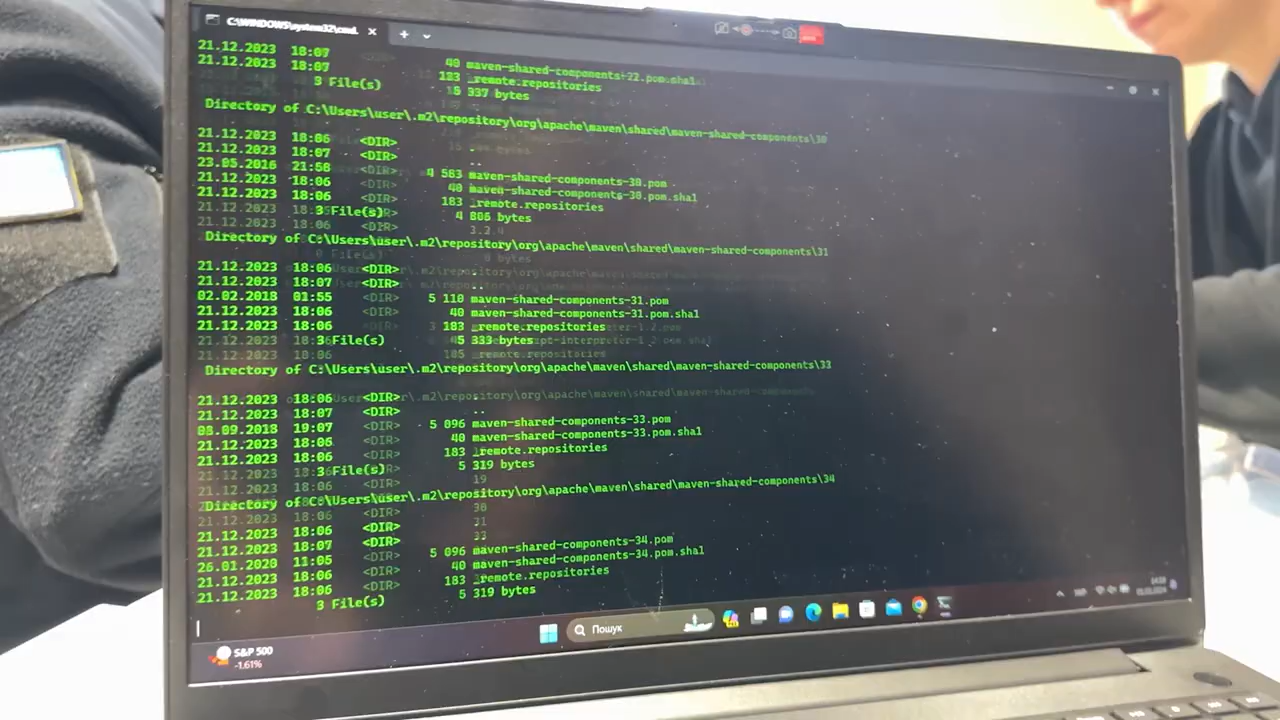 C:\WINDOWS\system32\cmd.
21.12.2023 18:07
21.12.2023 18:07 40 maven-shared-components-22.pom.sha1
3 File(s) 183 _remote.repositories
337 bytes
Directory of C:\Users\user\.m2\repository\org\apache\maven\shared\maven-shared-components\30
21.12.2023 18:06 <DIR>
21.12.2023 18:07 <DIR> ..
23.05.2016 21:58 4 583 maven-shared-components-30.pom
21.12.2023 18:06 40 maven-shared-components-30.pom.sha1
21.12.2023 18:06 183 _remote.repositories
3 File(s) 4 806 bytes
Directory of C:\Users\user\.m2\repository\org\apache\maven\shared\maven-shared-components\31
21.12.2023 18:06 <DIR>
21.12.2023 18:07 <DIR> ..
02.02.2018 01:55 5 110 maven-shared-components-31.pom
21.12.2023 18:06 40 maven-shared-components-31.pom.sha1
21.12.2023 18:06 183 _remote.repositories
3 File(s) 5 333 bytes
Directory of C:\Users\user\.m2\repository\org\apache\maven\shared\maven-shared-components\33
21.12.2023 18:06 <DIR>
21.12.2023 18:07 <DIR> ..
08.09.2018 19:07 5 096 maven-shared-components-33.pom
21.12.2023 18:06 40 maven-shared-components-33.pom.sha1
21.12.2023 18:06 183 _remote.repositories
3 File(s) 5 319 bytes
Directory of C:\Users\user\.m2\repository\org\apache\maven\shared\maven-shared-components\34
21.12.2023 18:06 <DIR>
21.12.2023 18:07 <DIR>
26.01.2020 11:05 5 096 maven-shared-components-34.pom
21.12.2023 18:06 40 maven-shared-components-34.pom.sha1
21.12.2023 18:06 183 _remote.repositories
3 File(s) 5 319 bytes
Пошук
S&P 500
-1.61%